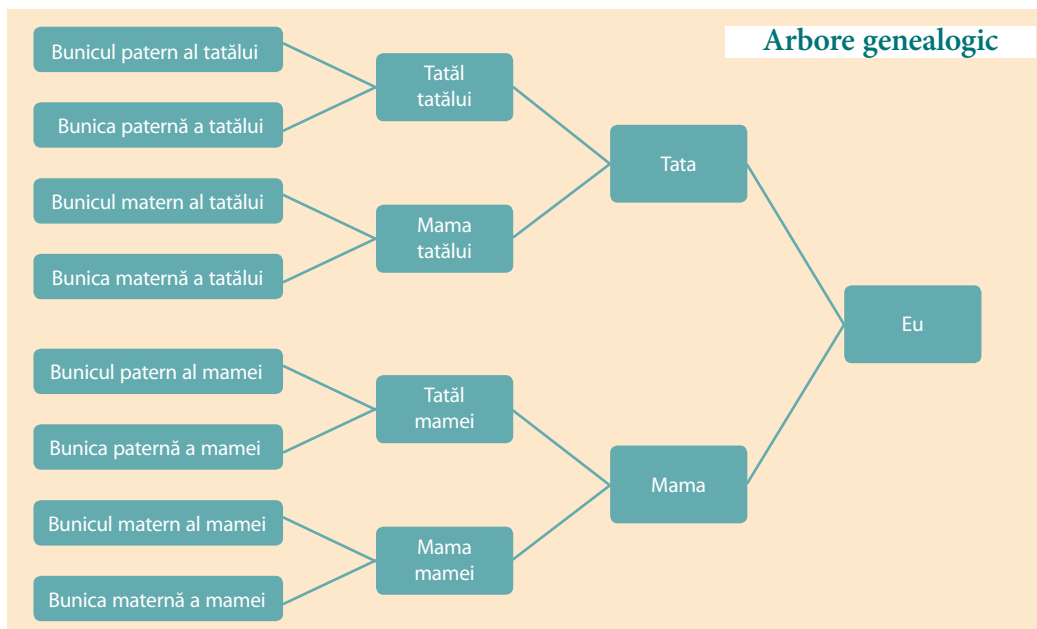 Arbore genealogic
Bunicul patern al tatălui
Bunica paternă a tatălui
Bunicul matern al tatălui
Bunica maternă a tatălui
Bunicul patern al mamei
Bunica paternă a mamei
Bunicul matern al mamei
Bunica maternă a mamei
Tatăl
tatălui
Mama
tatălui
Tatăl
mamei
Mama
mamei
Tata
Mama
Eu